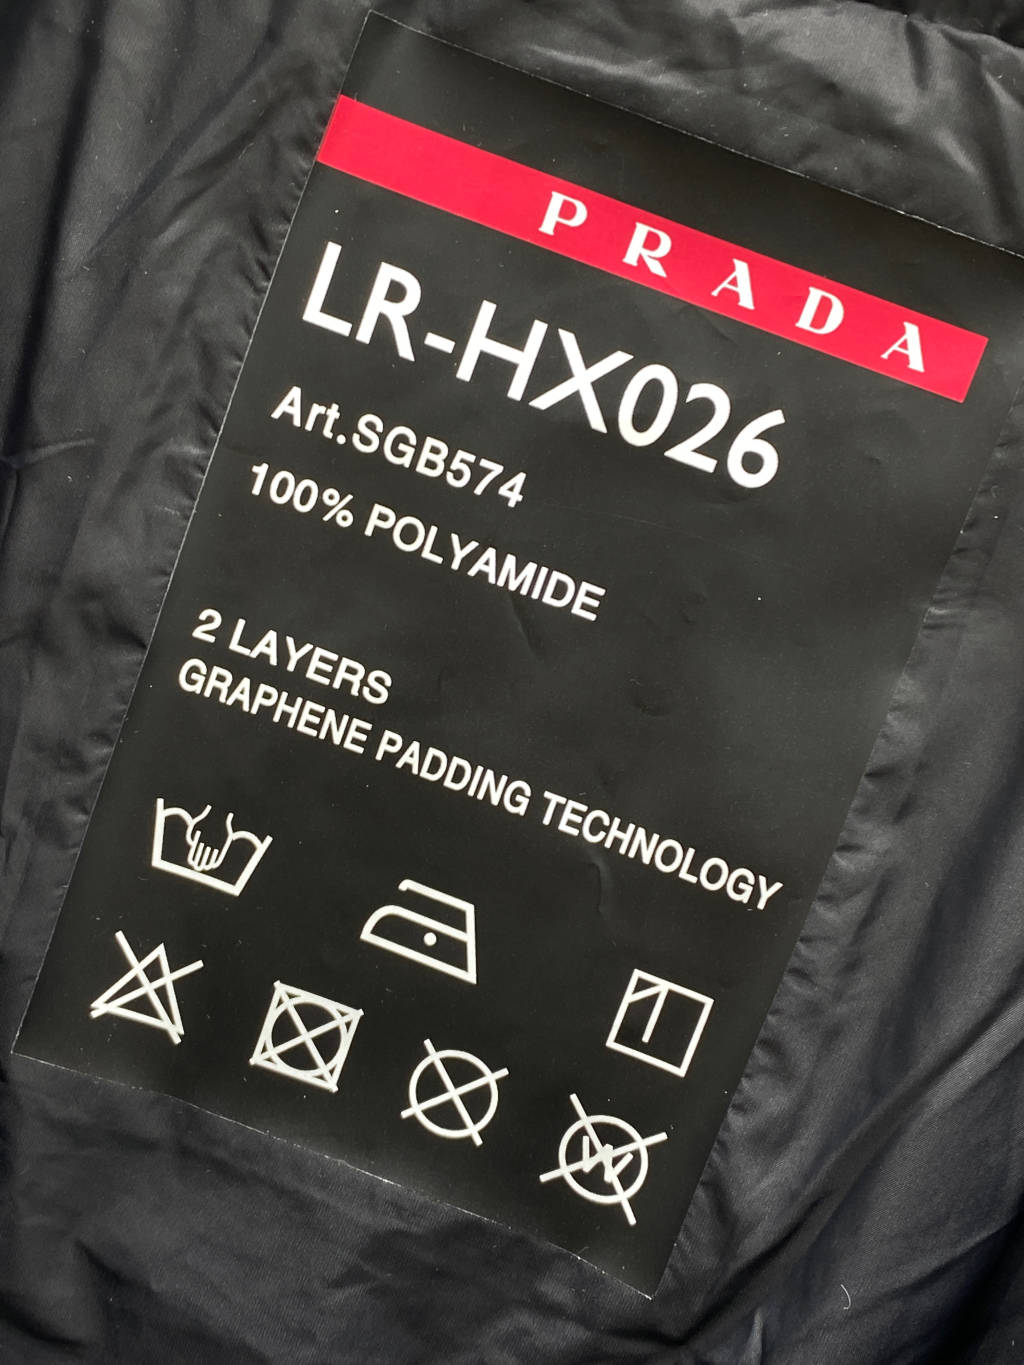 PRADA
LR-HX026
Art.SGB574
100% POLYAMIDE
2 LAYERS
GRAPHENE PADDING TECHNOLOGY
W